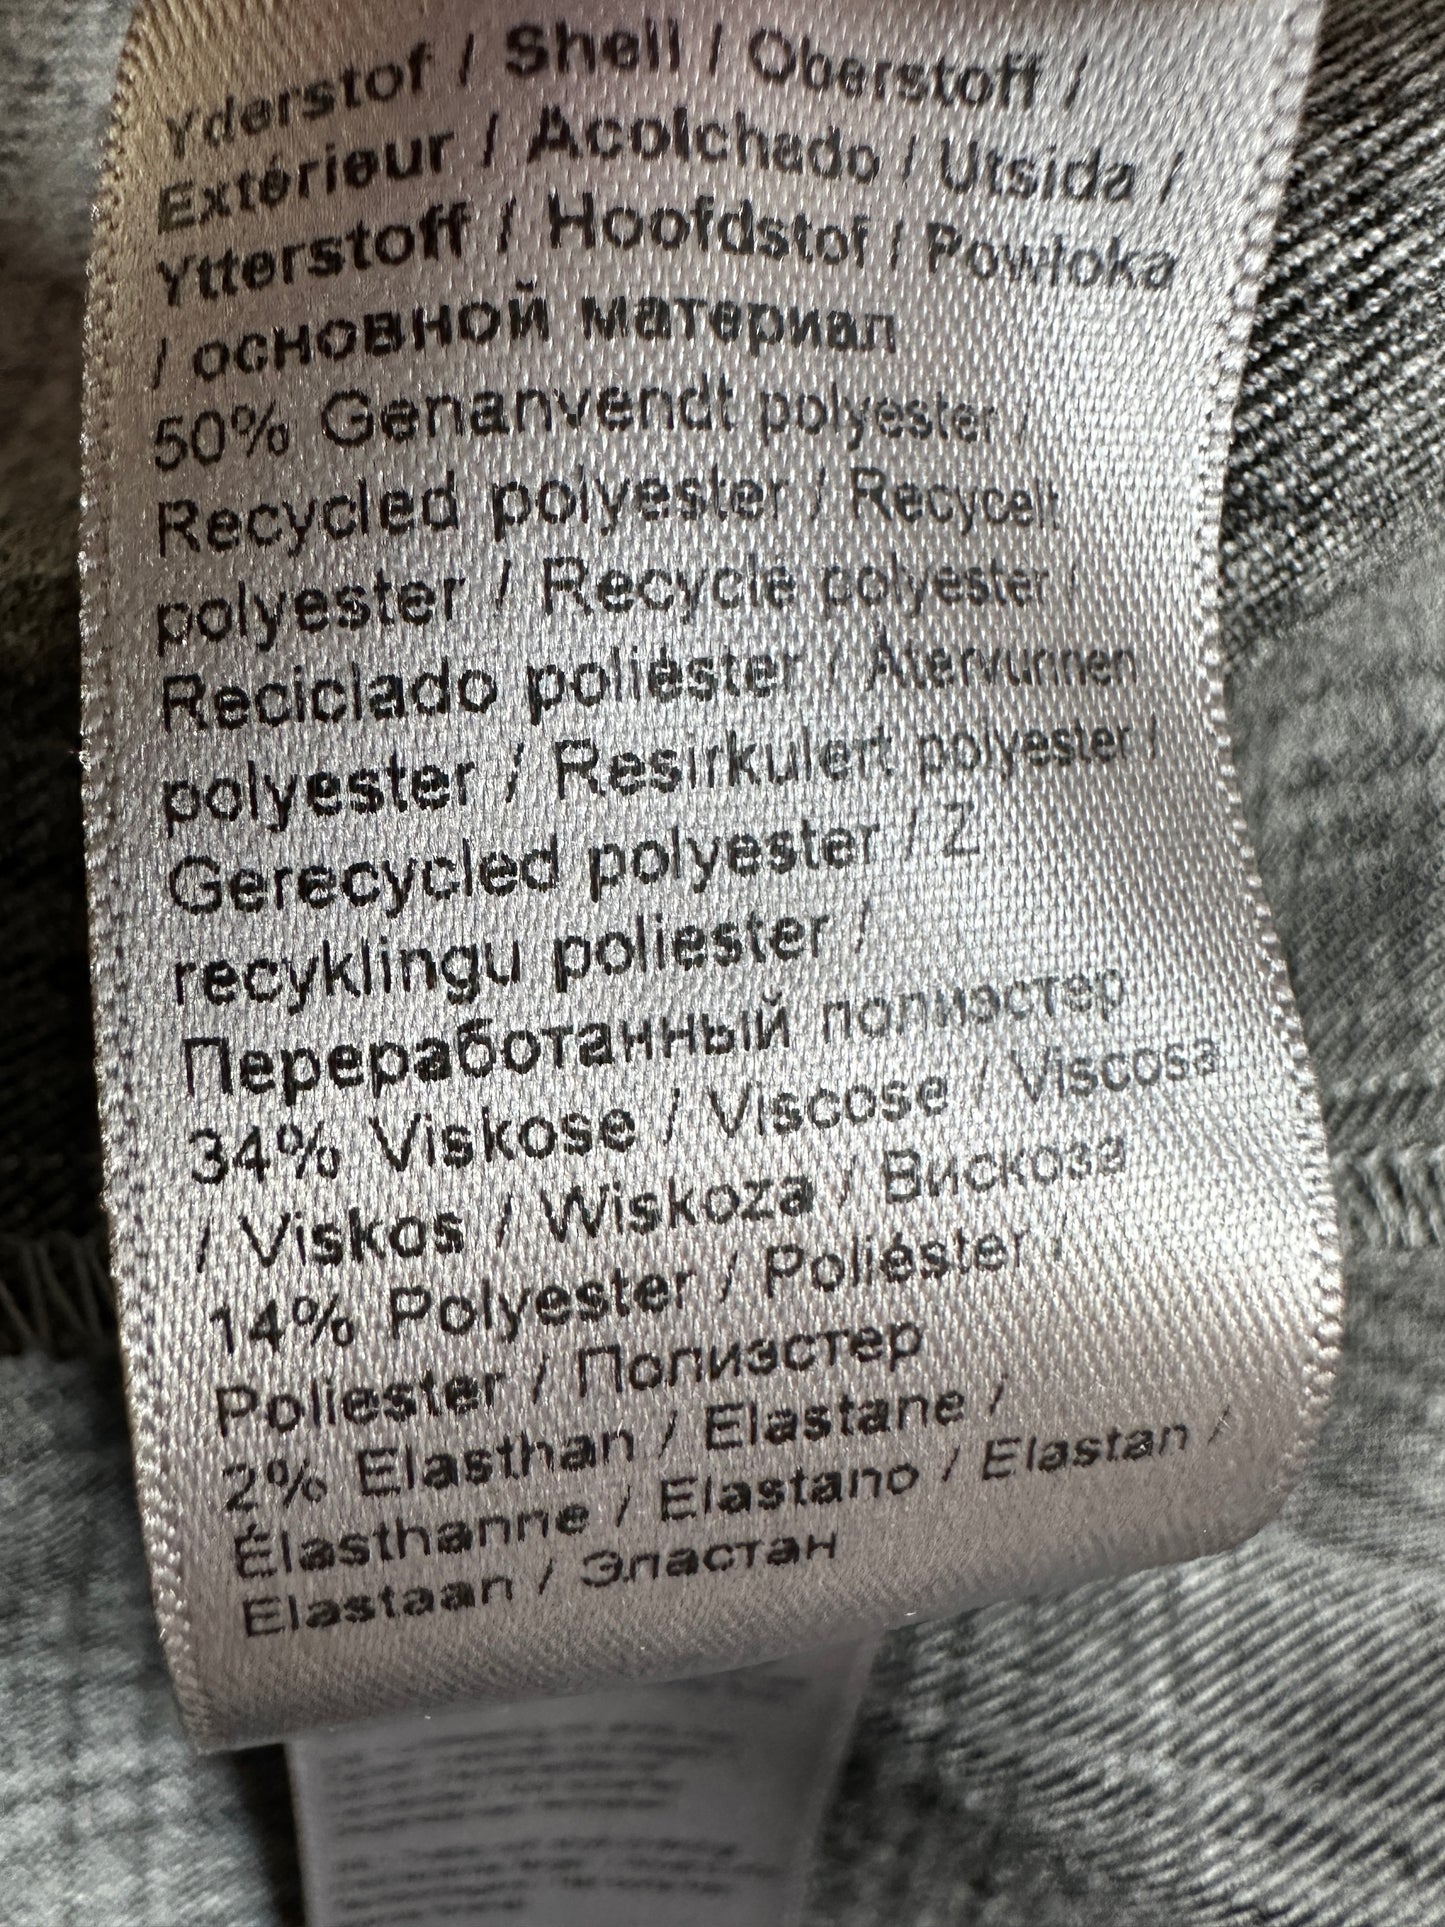 Yderstof / Shell / Oberstoff /
Extérieur / Acolchado / Utsida /
Ytterstoff / Hoofdstof / Powłoka
/ основной материал
50% Genanvendt polyester /
Recycled polyester / Recycelt
polyester / Recyclé polyester /
Reciclado poliéster / Återvunnen
polyester / Resirkulert polyester /
Gerecycled polyester / Z
recyklingu poliester /
Переработанный полиэстер
34% Viskose / Viscose / Viscosa
/ Viskos / Wiskoza / Вискоза
14% Polyester / Poliéster /
Poliester / Полиэстер
2% Elasthan / Elastane /
Élasthanne / Elastano / Elastan /
Elastaan / Эластан